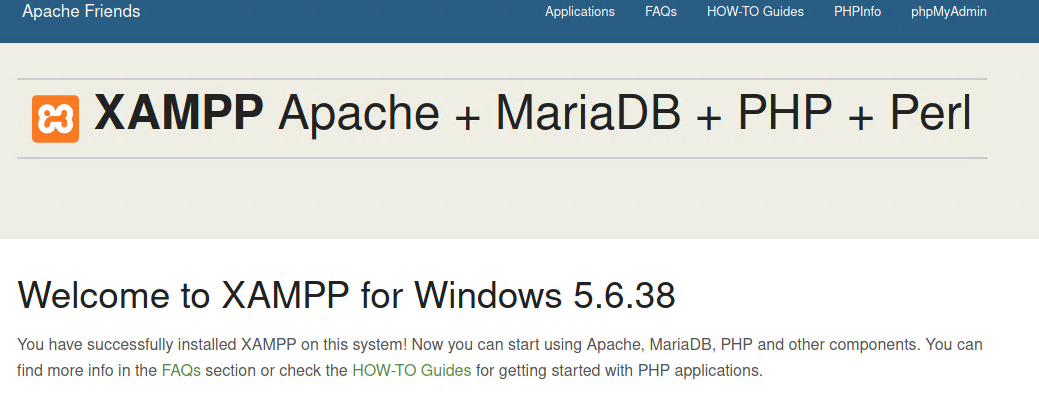 Apache Friends Applications FAQs HOW-TO Guides PHPInfo phpMyAdmin
XAMPP Apache + MariaDB + PHP + Perl
Welcome to XAMPP for Windows 5.6.38
You have successfully installed XAMPP on this system! Now you can start using Apache, MariaDB, PHP and other components. You can
find more info in the FAQs section or check the HOW-TO Guides for getting started with PHP applications.